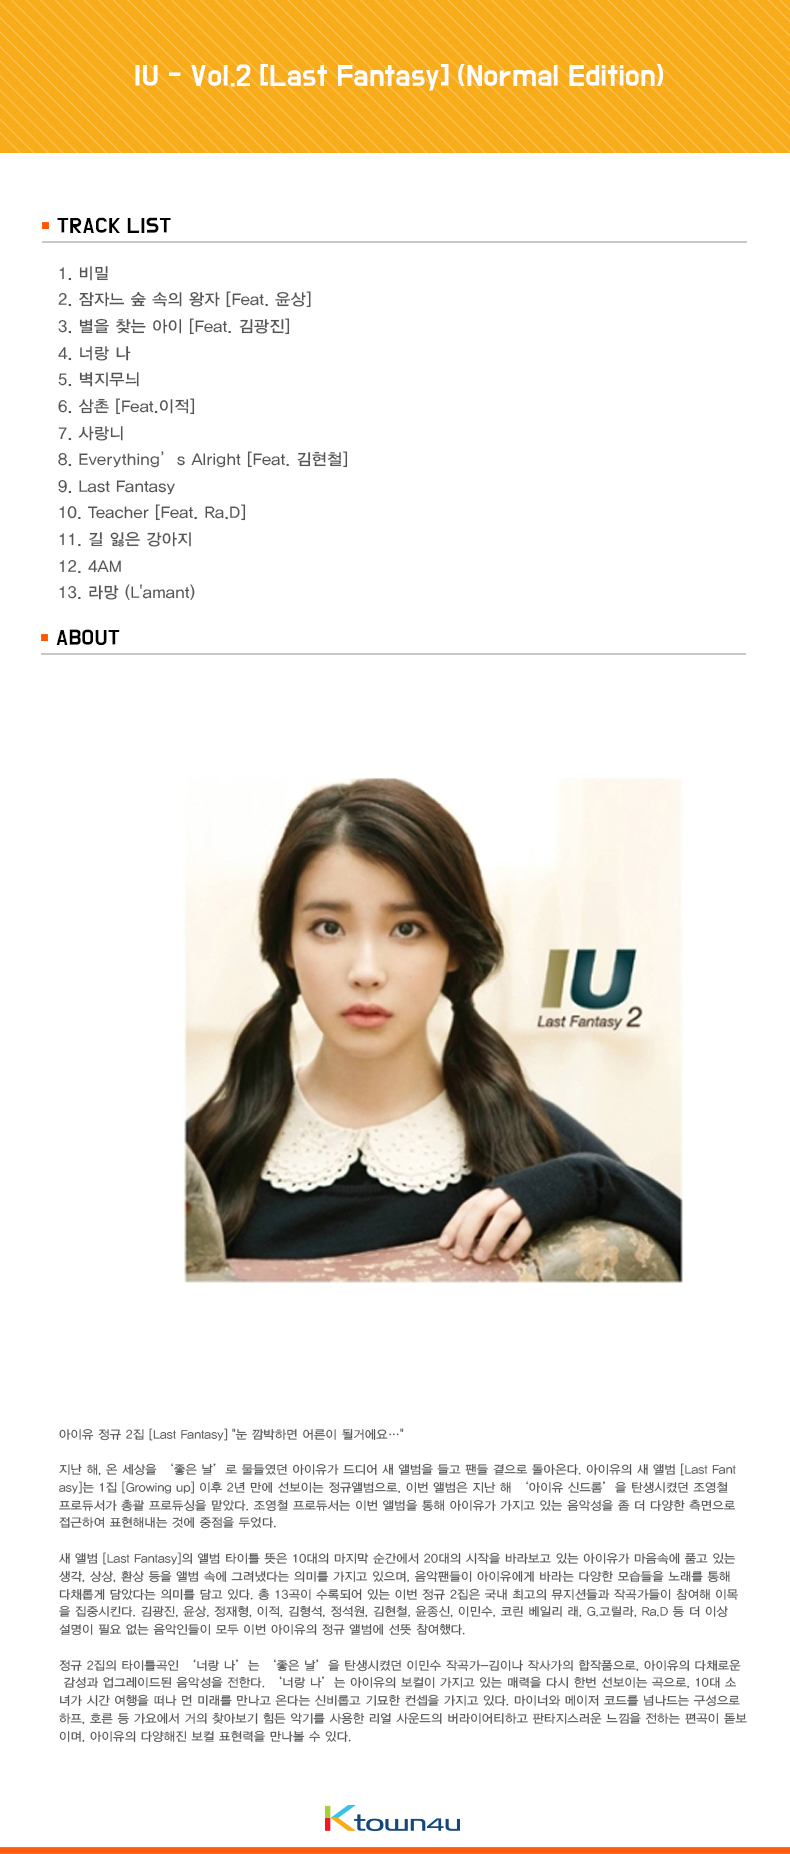 IU - Vol.2 [Last Fantasy] (Normal Edition)
TRACK LIST
1. 비밀
2. 잠자느 숲 속의 왕자 [Feat. 윤상]
3. 별을 찾는 아이 [Feat. 김광진]
4. 너랑 나
5. 벽지무늬
6. 삼촌 [Feat.이적]
7. 사랑니
8. Everything’s Alright [Feat. 김현철]
9. Last Fantasy
10. Teacher [Feat. Ra.D]
11. 길 잃은 강아지
12. 4AM
13. 라망 (L'amant)
ABOUT
IU
Last Fantasy 2
아이유 정규 2집 [Last Fantasy] "눈 깜박하면 어른이 될거에요…"
지난 해, 온 세상을 ‘좋은 날’로 물들였던 아이유가 드디어 새 앨범을 들고 팬들 곁으로 돌아온다. 아이유의 새 앨범 [Last Fant
asy]는 1집 [Growing up] 이후 2년 만에 선보이는 정규앨범으로, 이번 앨범은 지난 해 ‘아이유 신드롬’을 탄생시켰던 조영철
프로듀서가 총괄 프로듀싱을 맡았다. 조영철 프로듀서는 이번 앨범을 통해 아이유가 가지고 있는 음악성을 좀 더 다양한 측면으로
접근하여 표현해내는 것에 중점을 두었다.
새 앨범 [Last Fantasy]의 앨범 타이틀 뜻은 10대의 마지막 순간에서 20대의 시작을 바라보고 있는 아이유가 마음속에 품고 있는
생각, 상상, 환상 등을 앨범 속에 그려냈다는 의미를 가지고 있으며, 음악팬들이 아이유에게 바라는 다양한 모습들을 노래를 통해
다채롭게 담았다는 의미를 담고 있다. 총 13곡이 수록되어 있는 이번 정규 2집은 국내 최고의 뮤지션들과 작곡가들이 참여해 이목
을 집중시킨다. 김광진, 윤상, 정재형, 이적, 김형석, 정석원, 김현철, 윤종신, 이민수, 코린 베일리 래, G.고릴라, Ra.D 등 더 이상
설명이 필요 없는 음악인들이 모두 이번 아이유의 정규 앨범에 선뜻 참여했다.
정규 2집의 타이틀곡인 ‘너랑 나’는 ‘좋은 날’을 탄생시켰던 이민수 작곡가-김이나 작사가의 합작품으로, 아이유의 다채로운
감성과 업그레이드된 음악성을 전한다. ‘너랑 나’는 아이유의 보컬이 가지고 있는 매력을 다시 한번 선보이는 곡으로, 10대 소
녀가 시간 여행을 떠나 먼 미래를 만나고 온다는 신비롭고 기묘한 컨셉을 가지고 있다. 마이너와 메이저 코드를 넘나드는 구성으로
하프, 호른 등 가요에서 거의 찾아보기 힘든 악기를 사용한 리얼 사운드의 버라이어티하고 판타지스러운 느낌을 전하는 편곡이 돋보
이며, 아이유의 다양해진 보컬 표현력을 만나볼 수 있다.
Ktown4u